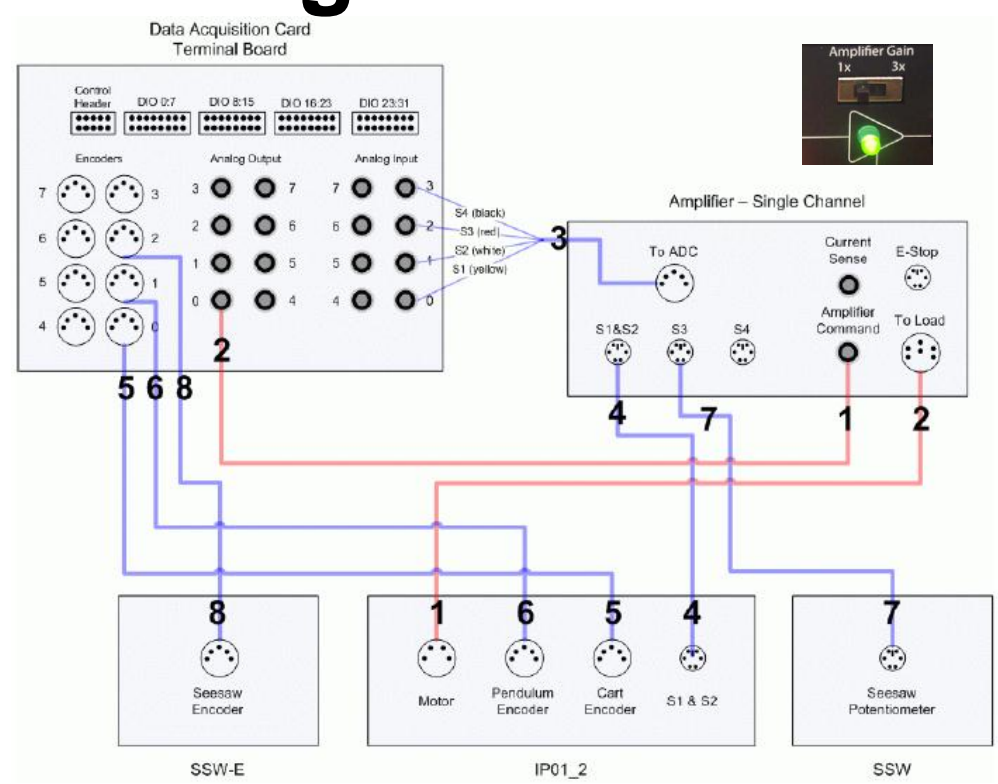 Data Acquisition Card
Terminal Board
Control
Header
DIO 0:7
DIO 8:15
DIO 16:23
DIO 23:31
Encoders
Analog Output
Analog Input
7
3
3
7
7
3
6
2
2
6
6
2
5
1
1
5
5
1
4
0
0
4
4
0
S4 (black)
S3 (red)
S2 (white)
S1 (yellow)
3
2
5
6
8
Amplifier Gain
1x
3x
Amplifier – Single Channel
To ADC
Current
Sense
E-Stop
Amplifier
Command
To Load
S1&S2
S3
S4
4
7
1
2
8
Seesaw
Encoder
SSW-E
1
6
5
4
Motor
Pendulum
Encoder
Cart
Encoder
S1 & S2
IP01_2
7
Seesaw
Potentiometer
SSW